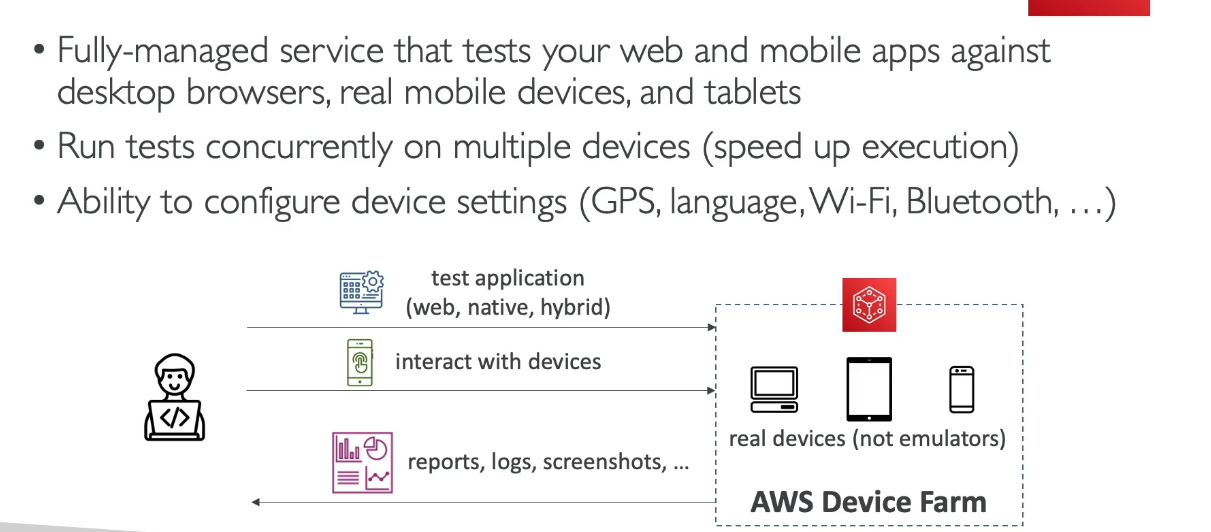 • Fully-managed service that tests your web and mobile apps against
desktop browsers, real mobile devices, and tablets
• Run tests concurrently on multiple devices (speed up execution)
• Ability to configure device settings (GPS, language, Wi-Fi, Bluetooth, …)
test application
(web, native, hybrid)
interact with devices
reports, logs, screenshots, ...
real devices (not emulators)
AWS Device Farm